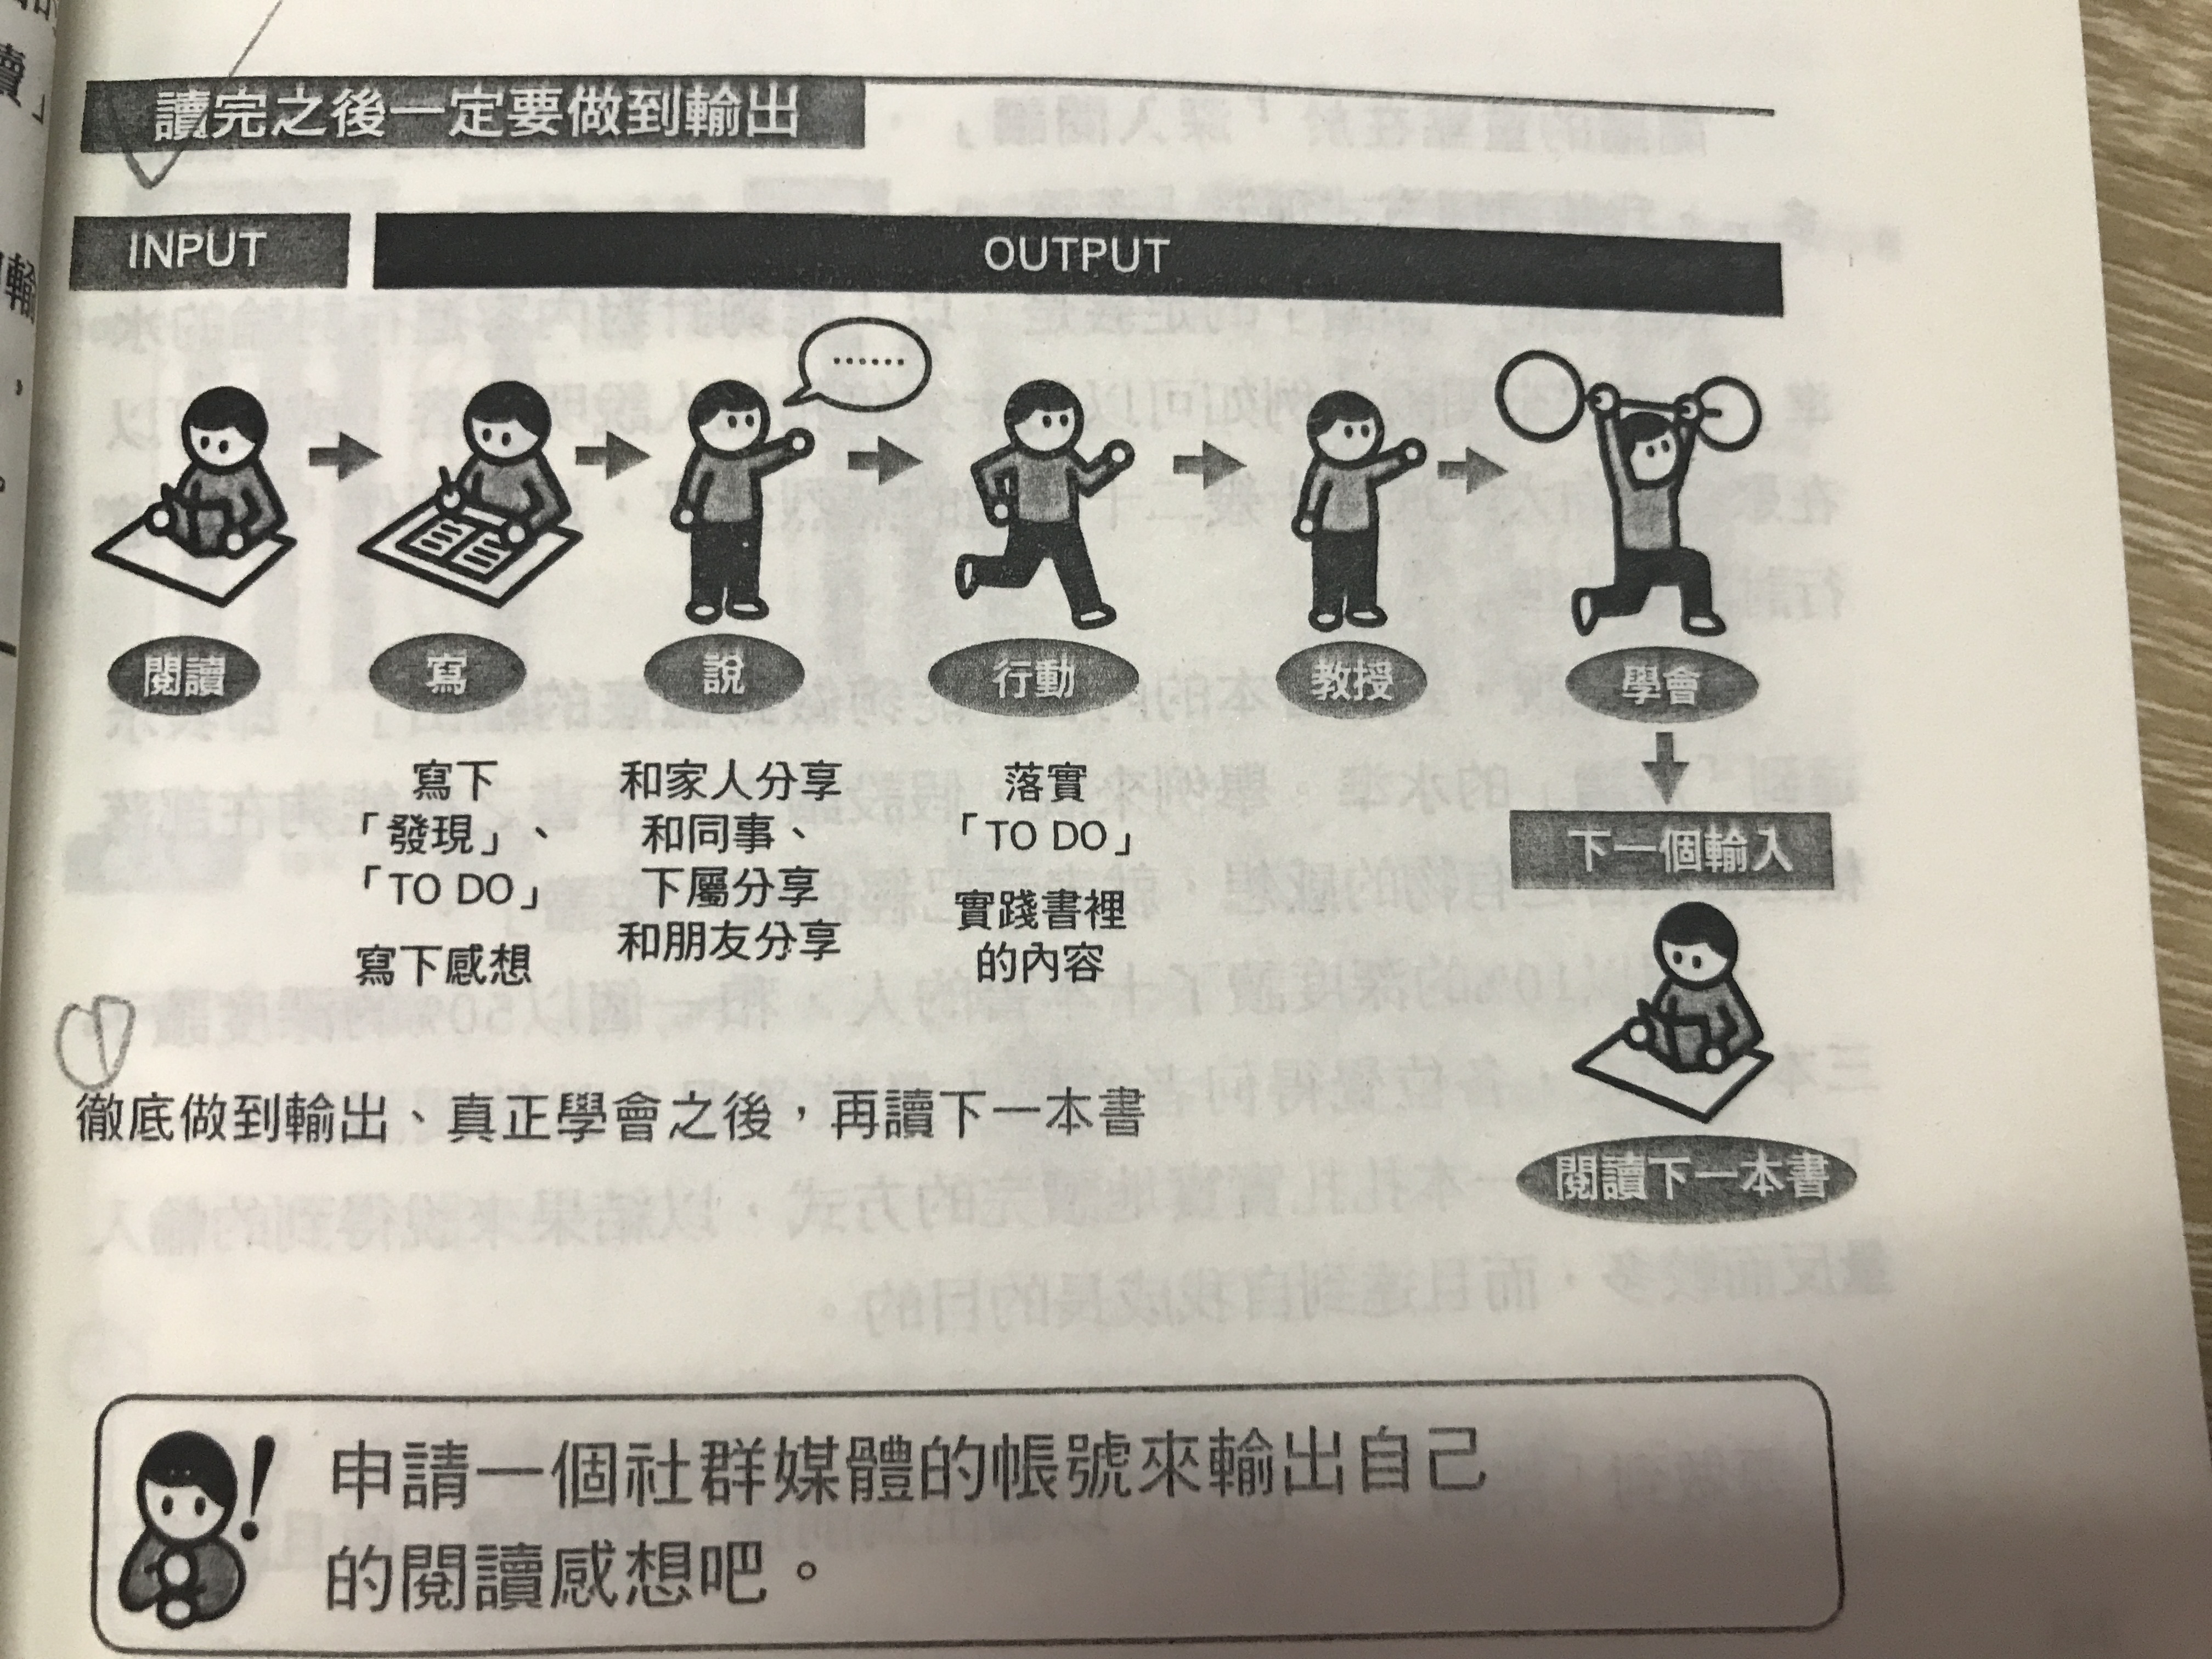 讀完之後一定要做到輸出
INPUT
OUTPUT
……
閱讀
寫
說
行動
教授
學會
寫下
「發現」、
「TO DO」
寫下感想
和家人分享
和同事、
下屬分享
和朋友分享
落實
「TO DO」
實踐書裡
的內容
下一個輸入
閱讀下一本書
徹底做到輸出、真正學會之後，再讀下一本書
!
申請一個社群媒體的帳號來輸出自己
的閱讀感想吧。